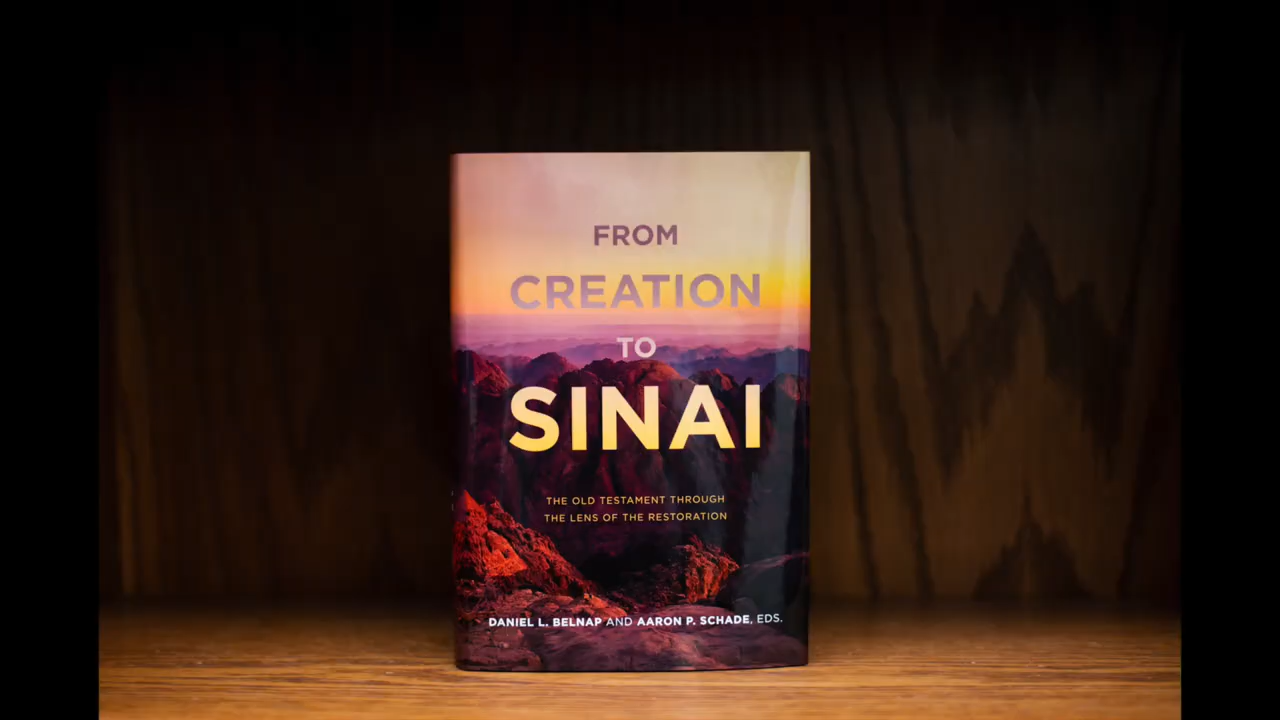 FROM
CREATION
TO
SINAI
THE OLD TESTAMENT THROUGH
THE LENS OF THE RESTORATION
DANIEL L. BELNAP AND AARON P. SCHADE, EDS.